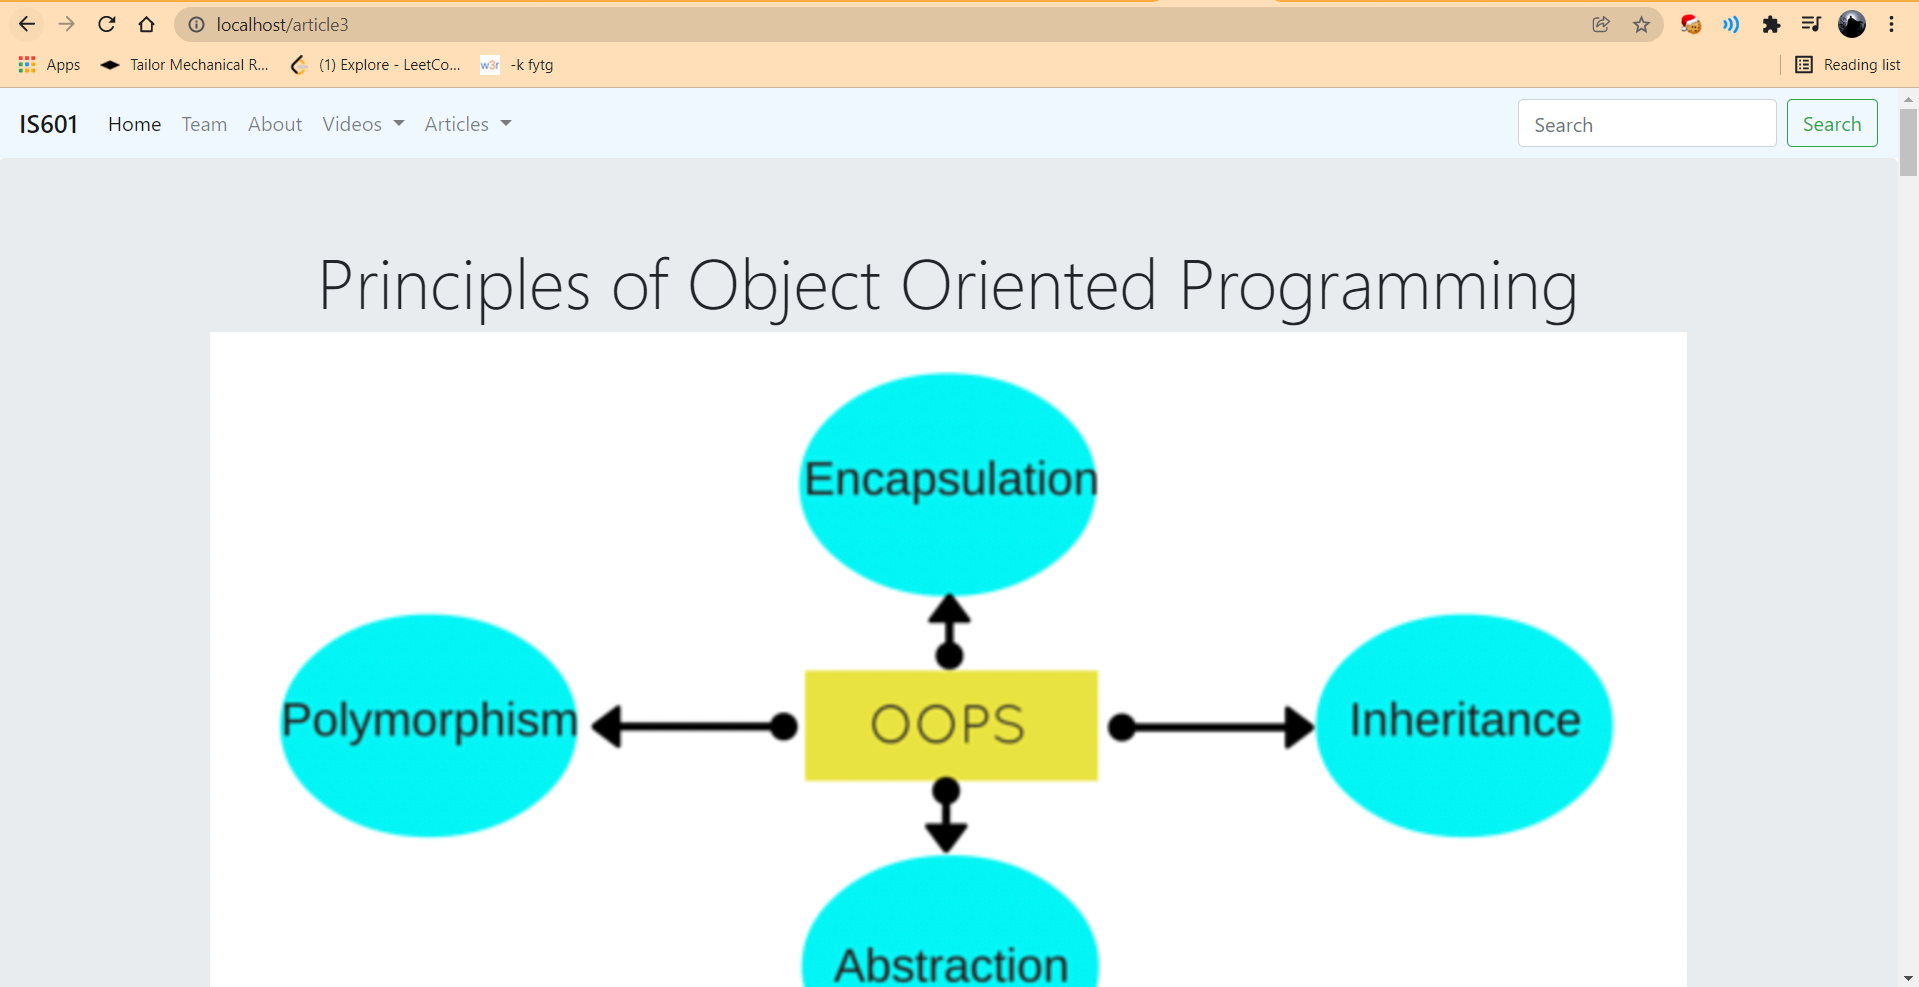 localhost/article3
Apps Tailor Mechanical R... (1) Explore - LeetCo... w3r -k fytg Reading list
IS601 Home Team About Videos Articles Search Search
Principles of Object Oriented Programming
Encapsulation
Polymorphism OOPS Inheritance
Abstraction